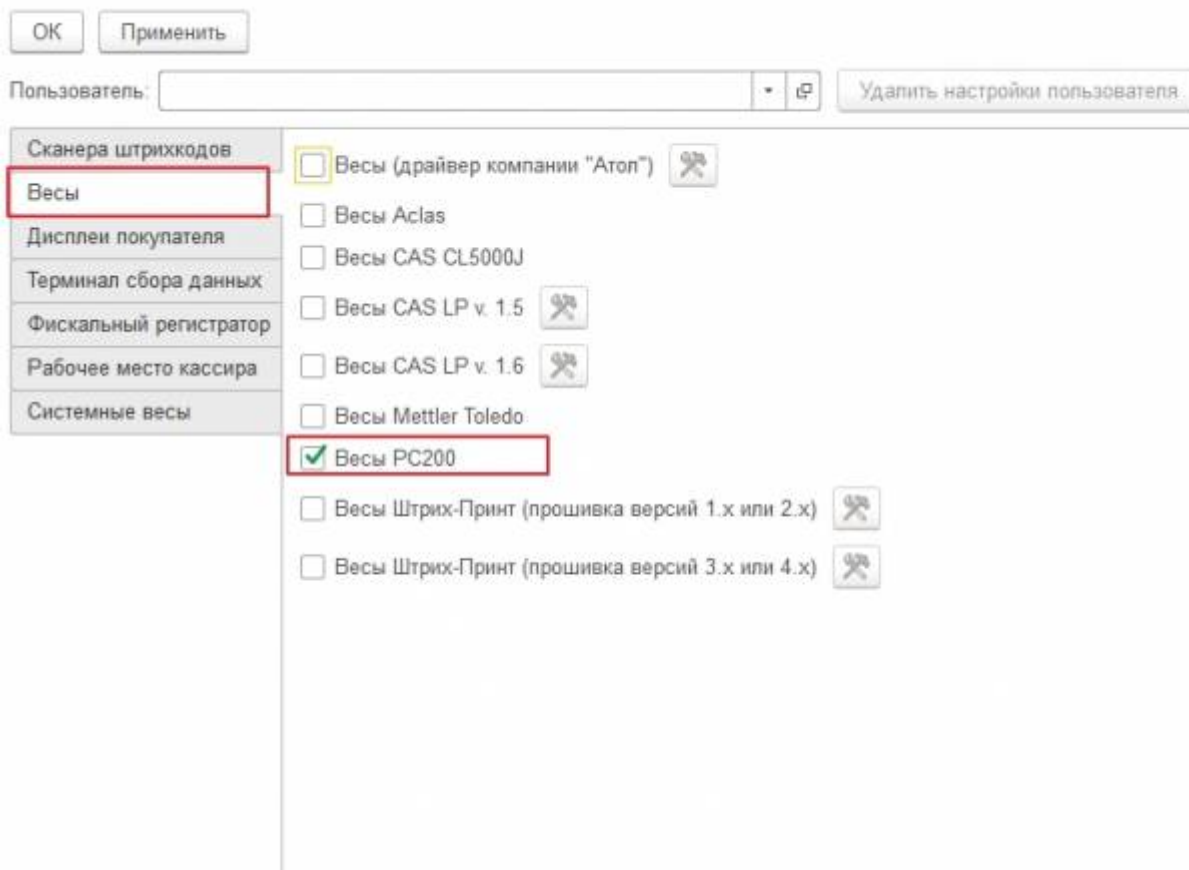 ОК
Применить
Пользователь:
Удалить настройки пользователя
Сканера штрихкодов
Весы
Дисплеи покупателя
Терминал сбора данных
Фискальный регистратор
Рабочее место кассира
Системные весы
Весы (драйвер компании "Атол")
Весы Aclas
Весы CAS CL5000J
Весы CAS LP v. 1.5
Весы CAS LP v. 1.6
Весы Mettler Toledo
Весы PC200
Весы Штрих-Принт (прошивка версий 1.x или 2.x)
Весы Штрих-Принт (прошивка версий 3.x или 4.x)